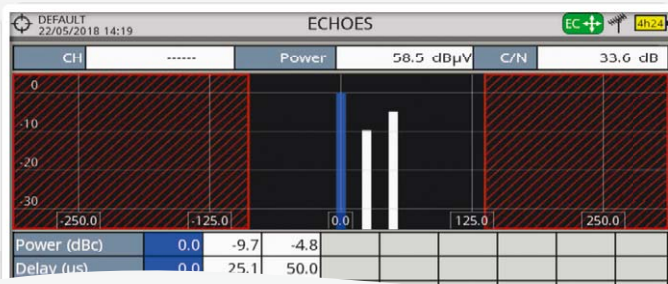 DEFAULT
22/05/2018 14:19
ECHOES
EC
4h24
CH ------ Power 58.5 dBµV C/N 33.6 dB
0
-10
-20
-30
-250.0 -125.0 0.0 125.0 250.0
Power (dBc) 0.0 -9.7 -4.8
Delay (us) 0.0 25.1 50.0